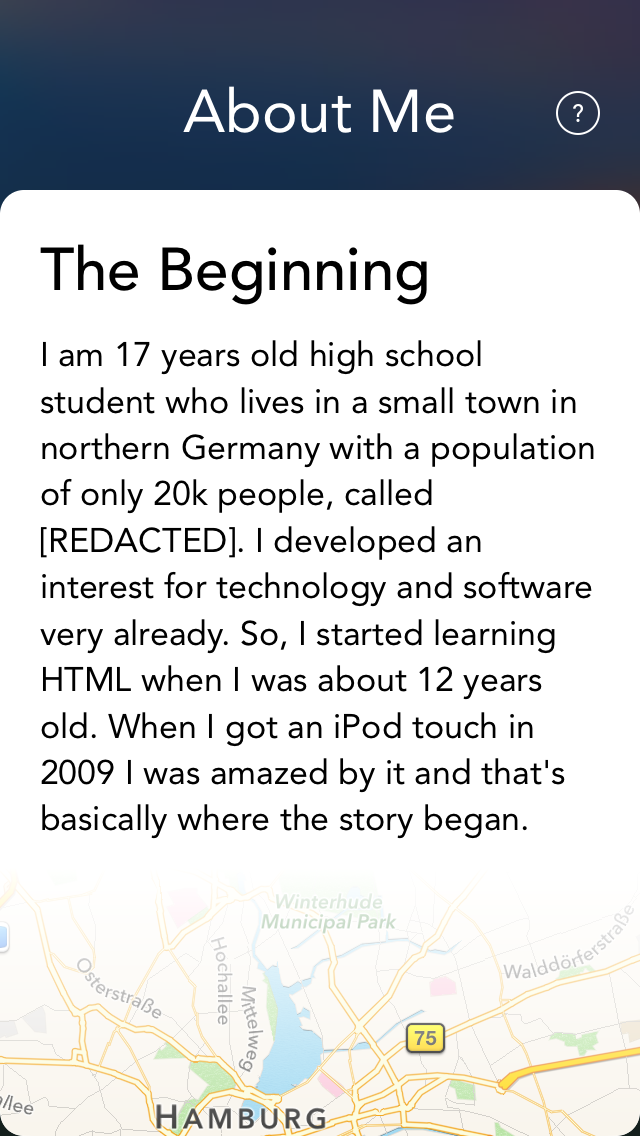 About Me
?
The Beginning
I am 17 years old high school
student who lives in a small town in
northern Germany with a population
of only 20k people, called
[REDACTED]. I developed an
interest for technology and software
very already. So, I started learning
HTML when I was about 12 years
old. When I got an iPod touch in
2009 I was amazed by it and that's
basically where the story began.
Winterhude
Municipal Park
Walddörferstraße
Osterstraße
Hochallee
Mittelweg
75
allee
HAMBURG